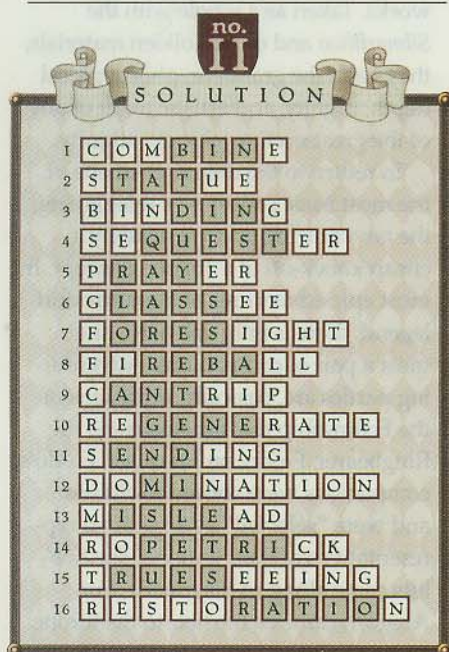 no.
II
SOLUTION
1 COMBINE
2 STATUE
3 BINDING
4 SEQUESTER
5 PRAYER
6 GLASSEE
7 FORESIGHT
8 FIREBALL
9 CANTRIP
10 REGENERATE
11 SENDING
12 DOMINATION
13 MISLEAD
14 ROPETRICK
15 TRUESEEING
16 RESTORATION